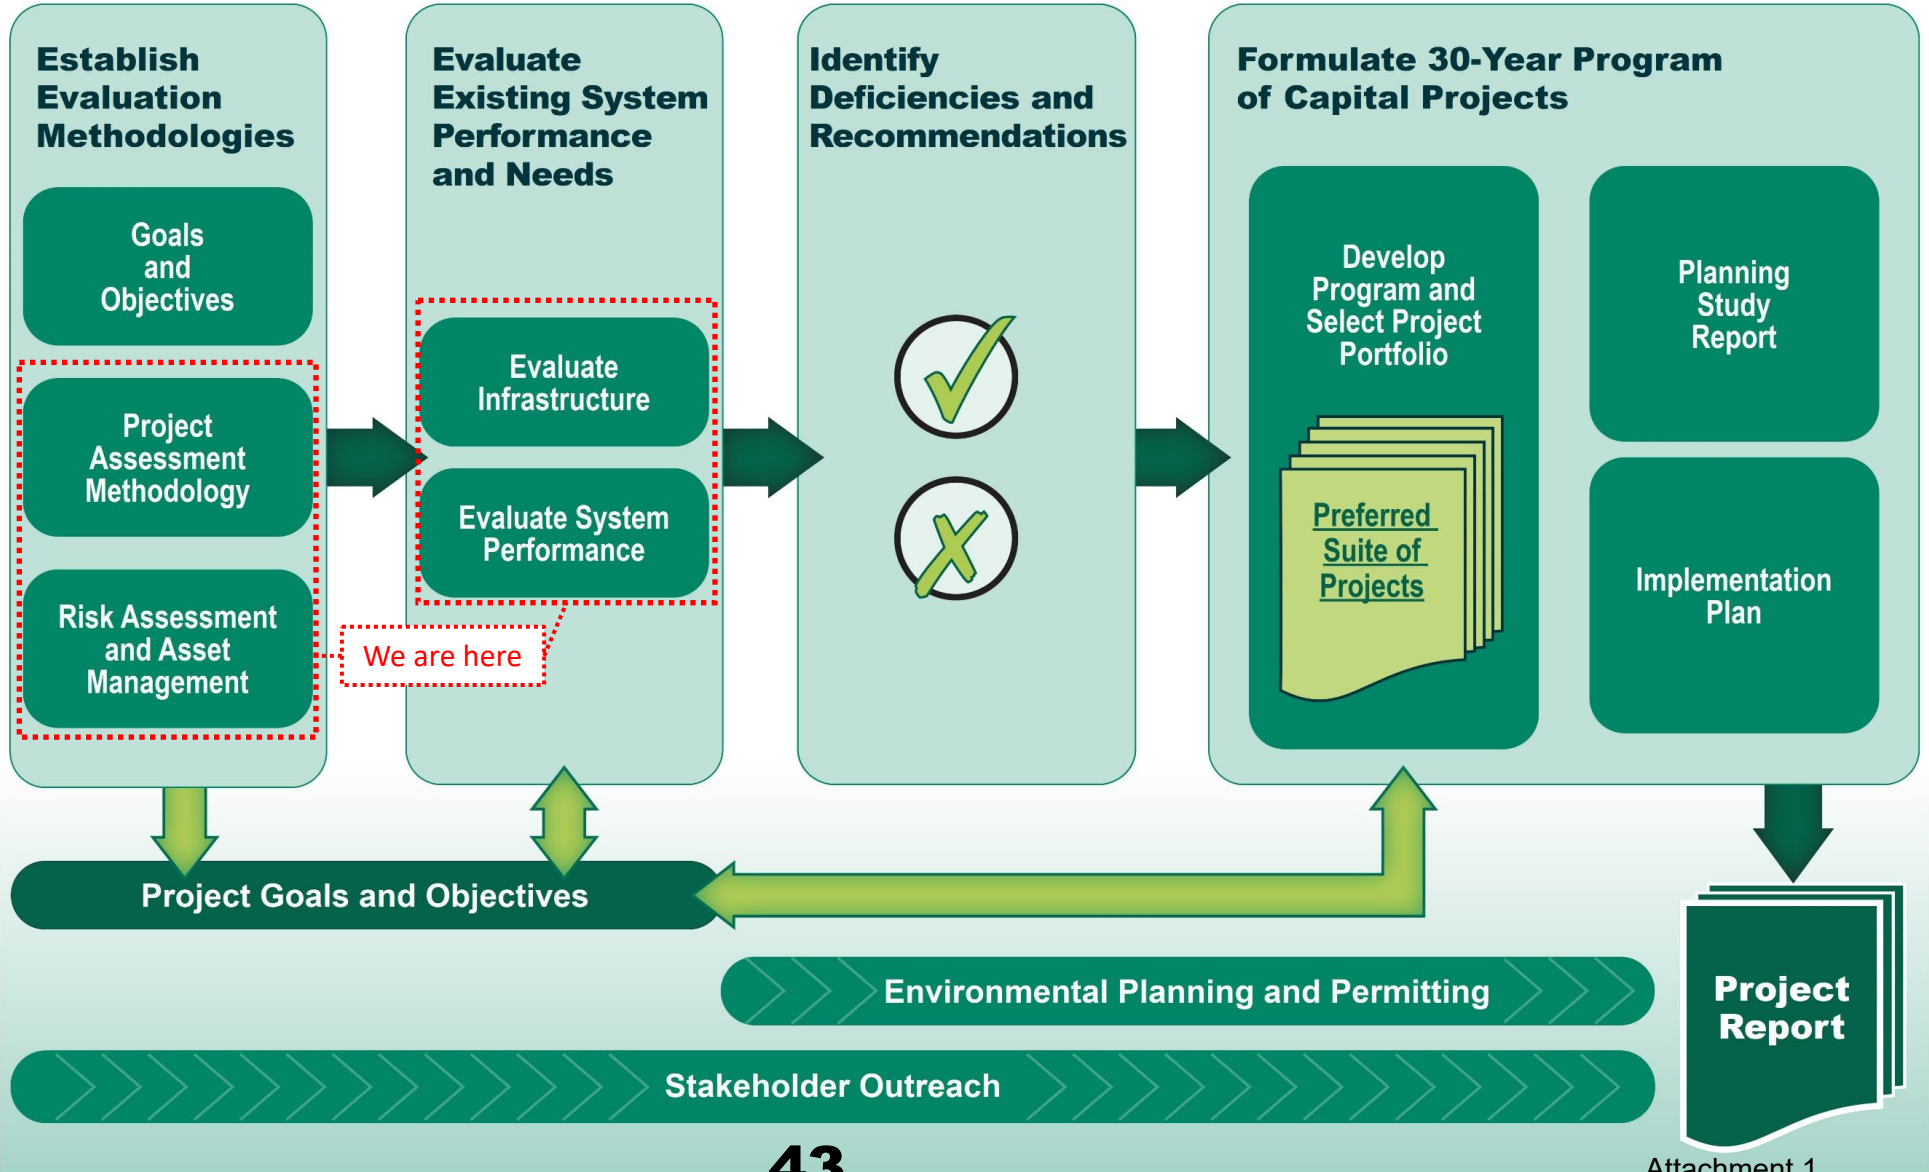 Establish
Evaluation
Methodologies
Goals
and
Objectives
Project
Assessment
Methodology
Risk Assessment
and Asset
Management
Evaluate
Existing System
Performance
and Needs
Evaluate
Infrastructure
Evaluate System
Performance
We are here
Identify
Deficiencies and
Recommendations
Formulate 30-Year Program
of Capital Projects
Develop
Program and
Select Project
Portfolio
Preferred
Suite of
Projects
Planning
Study
Report
Implementation
Plan
Project Goals and Objectives
Environmental Planning and Permitting
Stakeholder Outreach
Project
Report
43
Attachment 1